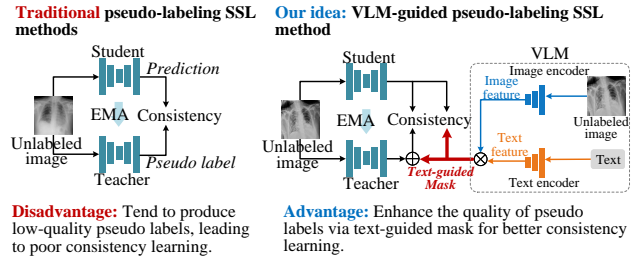 Traditional pseudo-labeling SSL
methods
Student
Prediction
EMA
Consistency
Unlabeled
image
Pseudo label
Teacher
Disadvantage: Tend to produce
low-quality pseudo labels, leading
to poor consistency learning.
Our idea: VLM-guided pseudo-labeling SSL
method
VLM
Student
Image encoder
Image
feature
EMA
Consistency
Unlabeled
image
Unlabeled
image
Text
feature
Text
Text-guided
Mask
Teacher
Text encoder
Advantage: Enhance the quality of pseudo
labels via text-guided mask for better consistency
learning.